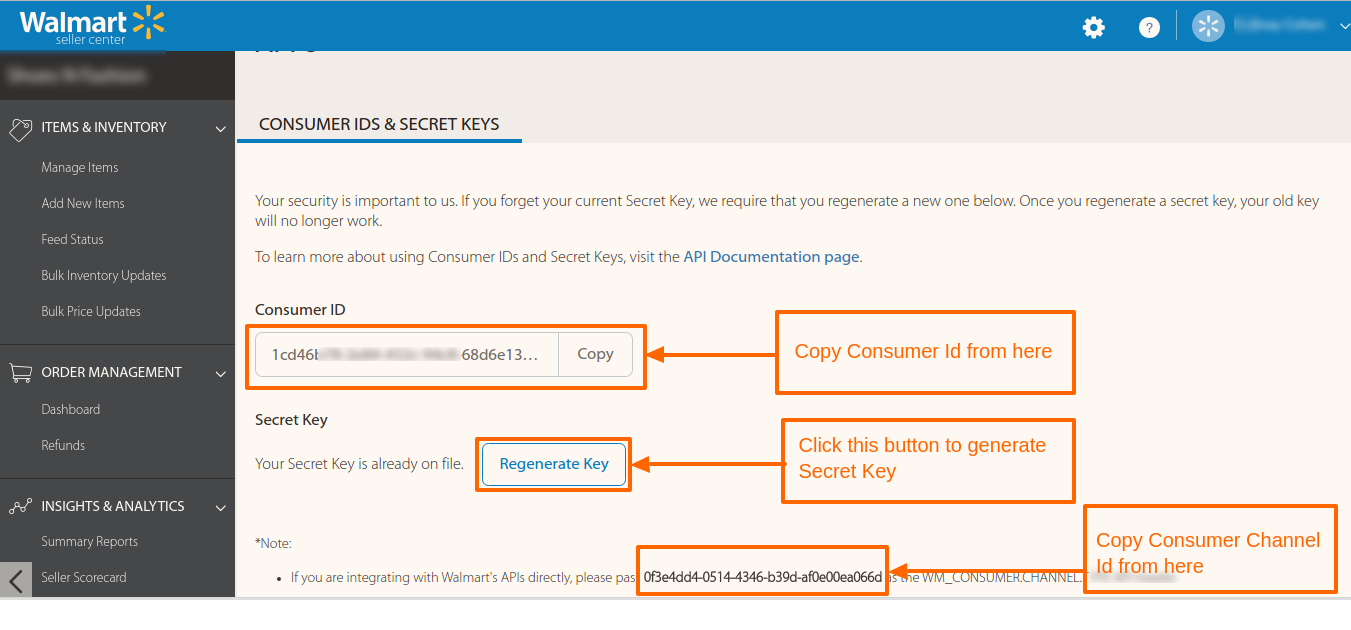 Walmart
seller center
?
ITEMS & INVENTORY
Manage Items
Add New Items
Feed Status
Bulk Inventory Updates
Bulk Price Updates
ORDER MANAGEMENT
Dashboard
Refunds
INSIGHTS & ANALYTICS
Summary Reports
Seller Scorecard
CONSUMER IDS & SECRET KEYS
Your security is important to us. If you forget your current Secret Key, we require that you regenerate a new one below. Once you regenerate a secret key, your old key
will no longer work.
To learn more about using Consumer IDs and Secret Keys, visit the API Documentation page.
Consumer ID
1cd46b 68d6e13... Copy
Copy Consumer Id from here
Secret Key
Your Secret Key is already on file. Regenerate Key
Click this button to generate
Secret Key
*Note:
• If you are integrating with Walmart's APIs directly, please pas 0f3e4dd4-0514-4346-b39d-af0e00ea066d as the WM_CONSUMER.CHANNEL.
Copy Consumer Channel
Id from here